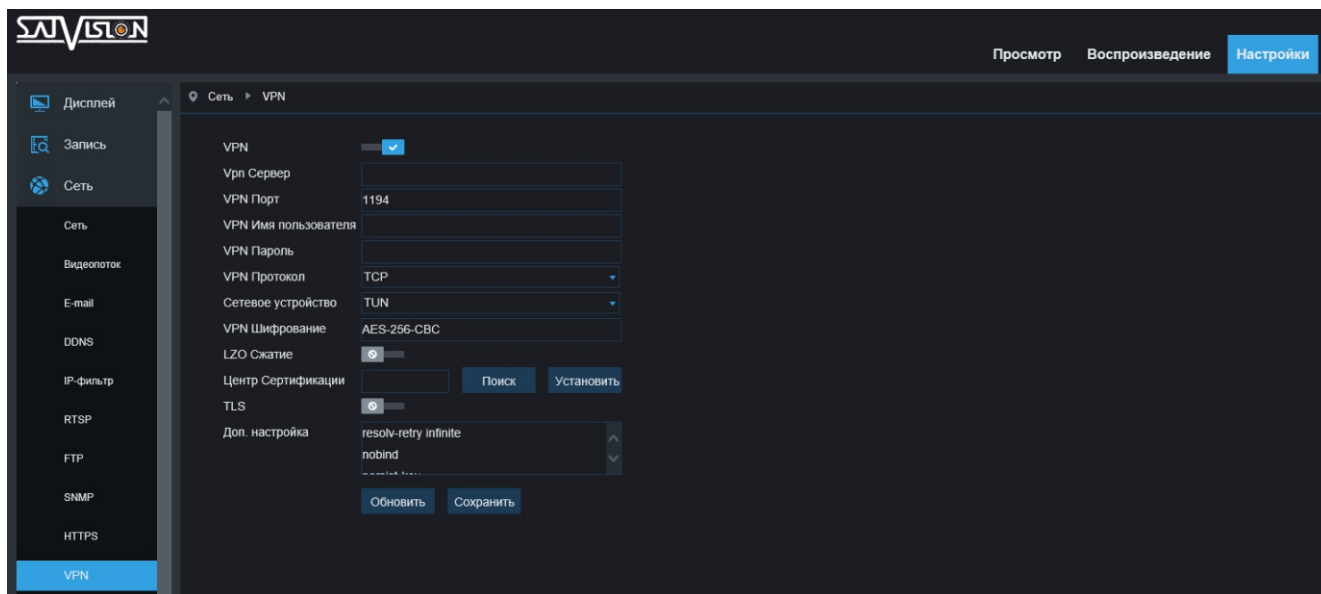 SATVISION
Просмотр Воспроизведение Настройки
Дисплей
Запись
Сеть
Сеть
Видеопоток
E-mail
DDNS
IP-фильтр
RTSP
FTP
SNMP
HTTPS
VPN
Сеть VPN
VPN
Vpn Сервер
VPN Порт 1194
VPN Имя пользователя
VPN Пароль
VPN Протокол TCP
Сетевое устройство TUN
VPN Шифрование AES-256-CBC
LZO Сжатие
Центр Сертификации Поиск Установить
TLS
Доп. настройка resolv-retry infinite
nobind
Обновить Сохранить